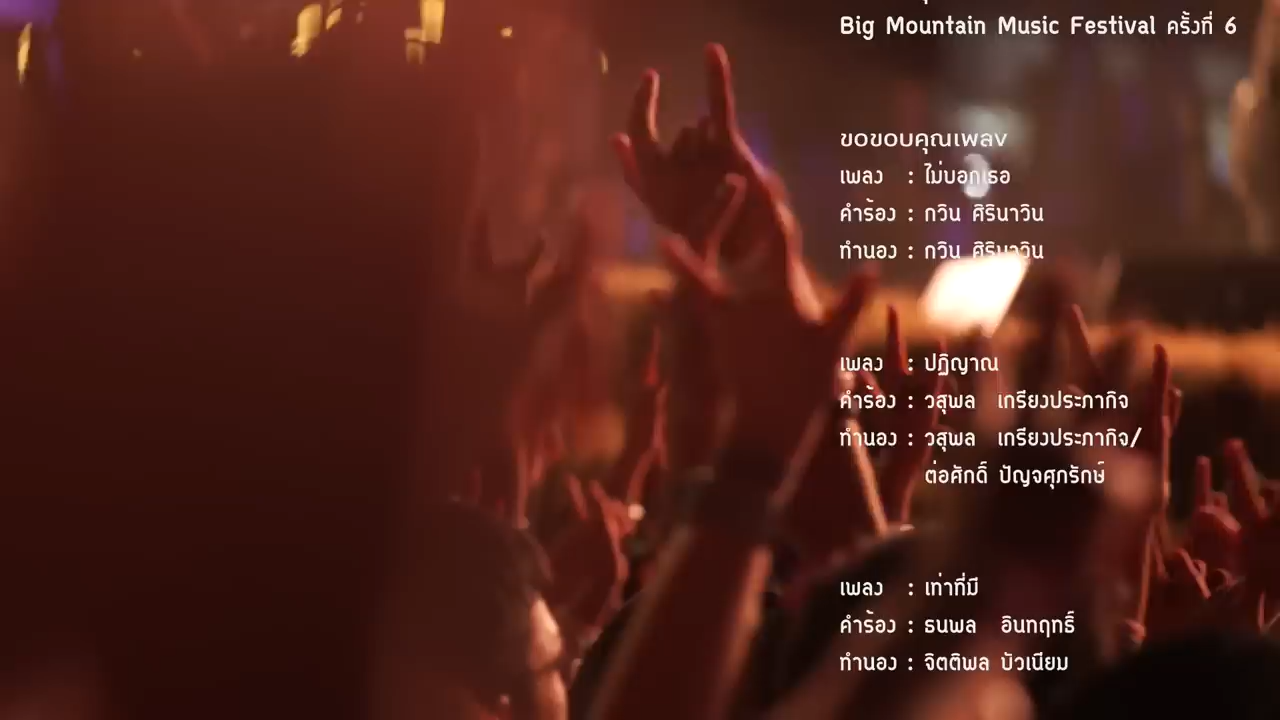 Big Mountain Music Festival ครั้งที่ 6
ขอขอบคุณเพลง
เพลง : ไม่บอกเธอ
คำร้อง : กวิน ศิรินาวิน
ทำนอง : กวิน ศิรินาวิน
เพลง : ปฏิญาณ
คำร้อง : วสุพล เกรียงประภากิจ
ทำนอง : วสุพล เกรียงประภากิจ/
ต่อศักดิ์ ปัญจศุภรักษ์
เพลง : เท่าที่มี
คำร้อง : ธนพล อินทฤทธิ์
ทำนอง : จิตติพล บัวเนียม